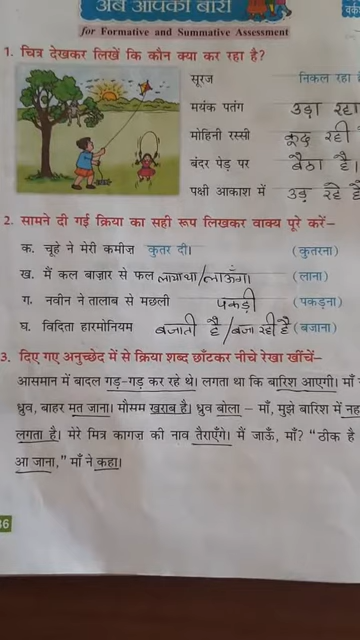 अब आपकी बारी
for Formative and Summative Assessment
1. चित्र देखकर लिखें कि कौन क्या कर रहा है?
सूरज निकल रहा
मयंक पतंग उड़ा रहा
मोहिनी रस्सी कूद रही
बंदर पेड़ पर बैठा है।
पक्षी आकाश में उड़ रहे है
2. सामने दी गई क्रिया का सही रूप लिखकर वाक्य पूरे करें–
क. चूहे ने मेरी कमीज कुतर दी। (कुतरना)
ख. मैं कल बाज़ार से फल लाया था/लाऊँगा। (लाना)
ग. नवीन ने तालाब से मछली पकड़ी (पकड़ना)
घ. विदिता हारमोनियम बजाती है/बजा रही है (बजाना)
3. दिए गए अनुच्छेद में से क्रिया शब्द छाँटकर नीचे रेखा खींचें–
आसमान में बादल गड़-गड़ कर रहे थे। लगता था कि बारिश आएगी। माँ
ध्रुव, बाहर मत जाना। मौसम खराब है। ध्रुव बोला – माँ, मुझे बारिश में नह
लगता है। मेरे मित्र कागज़ की नाव तैराएँगे। मैं जाऊँ, माँ? “ठीक है
आ जाना,” माँ ने कहा।
36